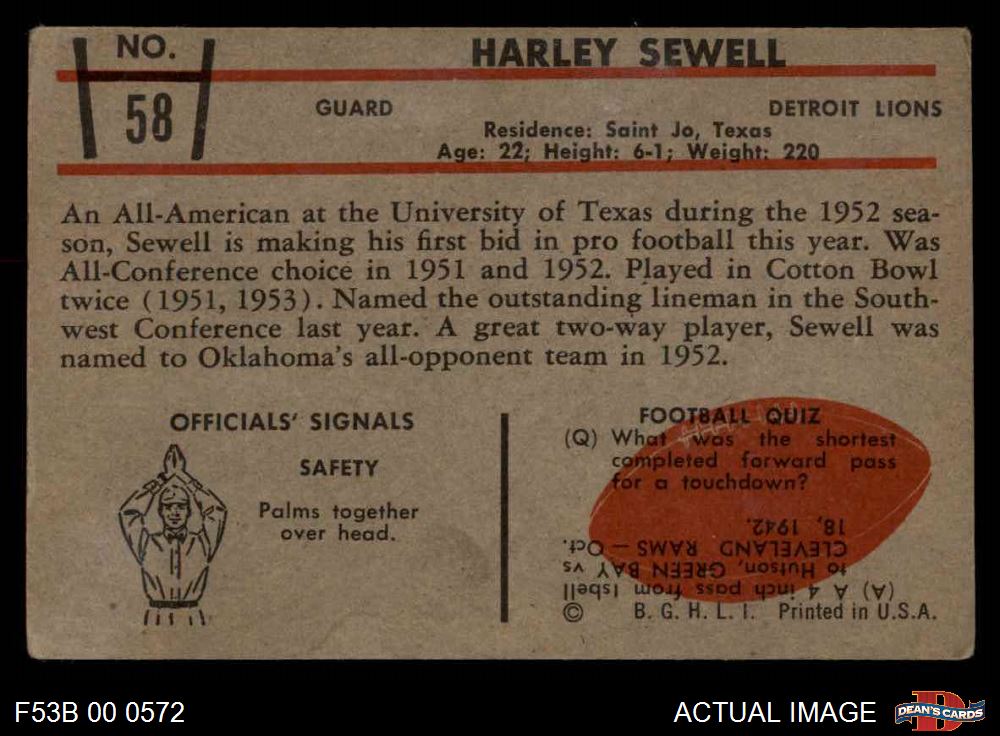 NO.
58
HARLEY SEWELL
GUARD
DETROIT LIONS
Residence: Saint Jo, Texas
Age: 22; Height: 6-1; Weight: 220
An All-American at the University of Texas during the 1952 sea-
son, Sewell is making his first bid in pro football this year. Was
All-Conference choice in 1951 and 1952. Played in Cotton Bowl
twice (1951, 1953). Named the outstanding lineman in the South-
west Conference last year. A great two-way player, Sewell was
named to Oklahoma's all-opponent team in 1952.
OFFICIALS' SIGNALS
SAFETY
Palms together
over head.
FOOTBALL QUIZ
(Q) What was the shortest
completed forward pass
for a touchdown?
(A) A 4 inch pass from Isbell
to Hutson, GREEN BAY vs
CLEVELAND RAMS — Oct.
18, 1942.
© B. G. H. L. I. Printed in U.S.A.
F53B 00 0572
ACTUAL IMAGE
D
DEAN'S CARDS